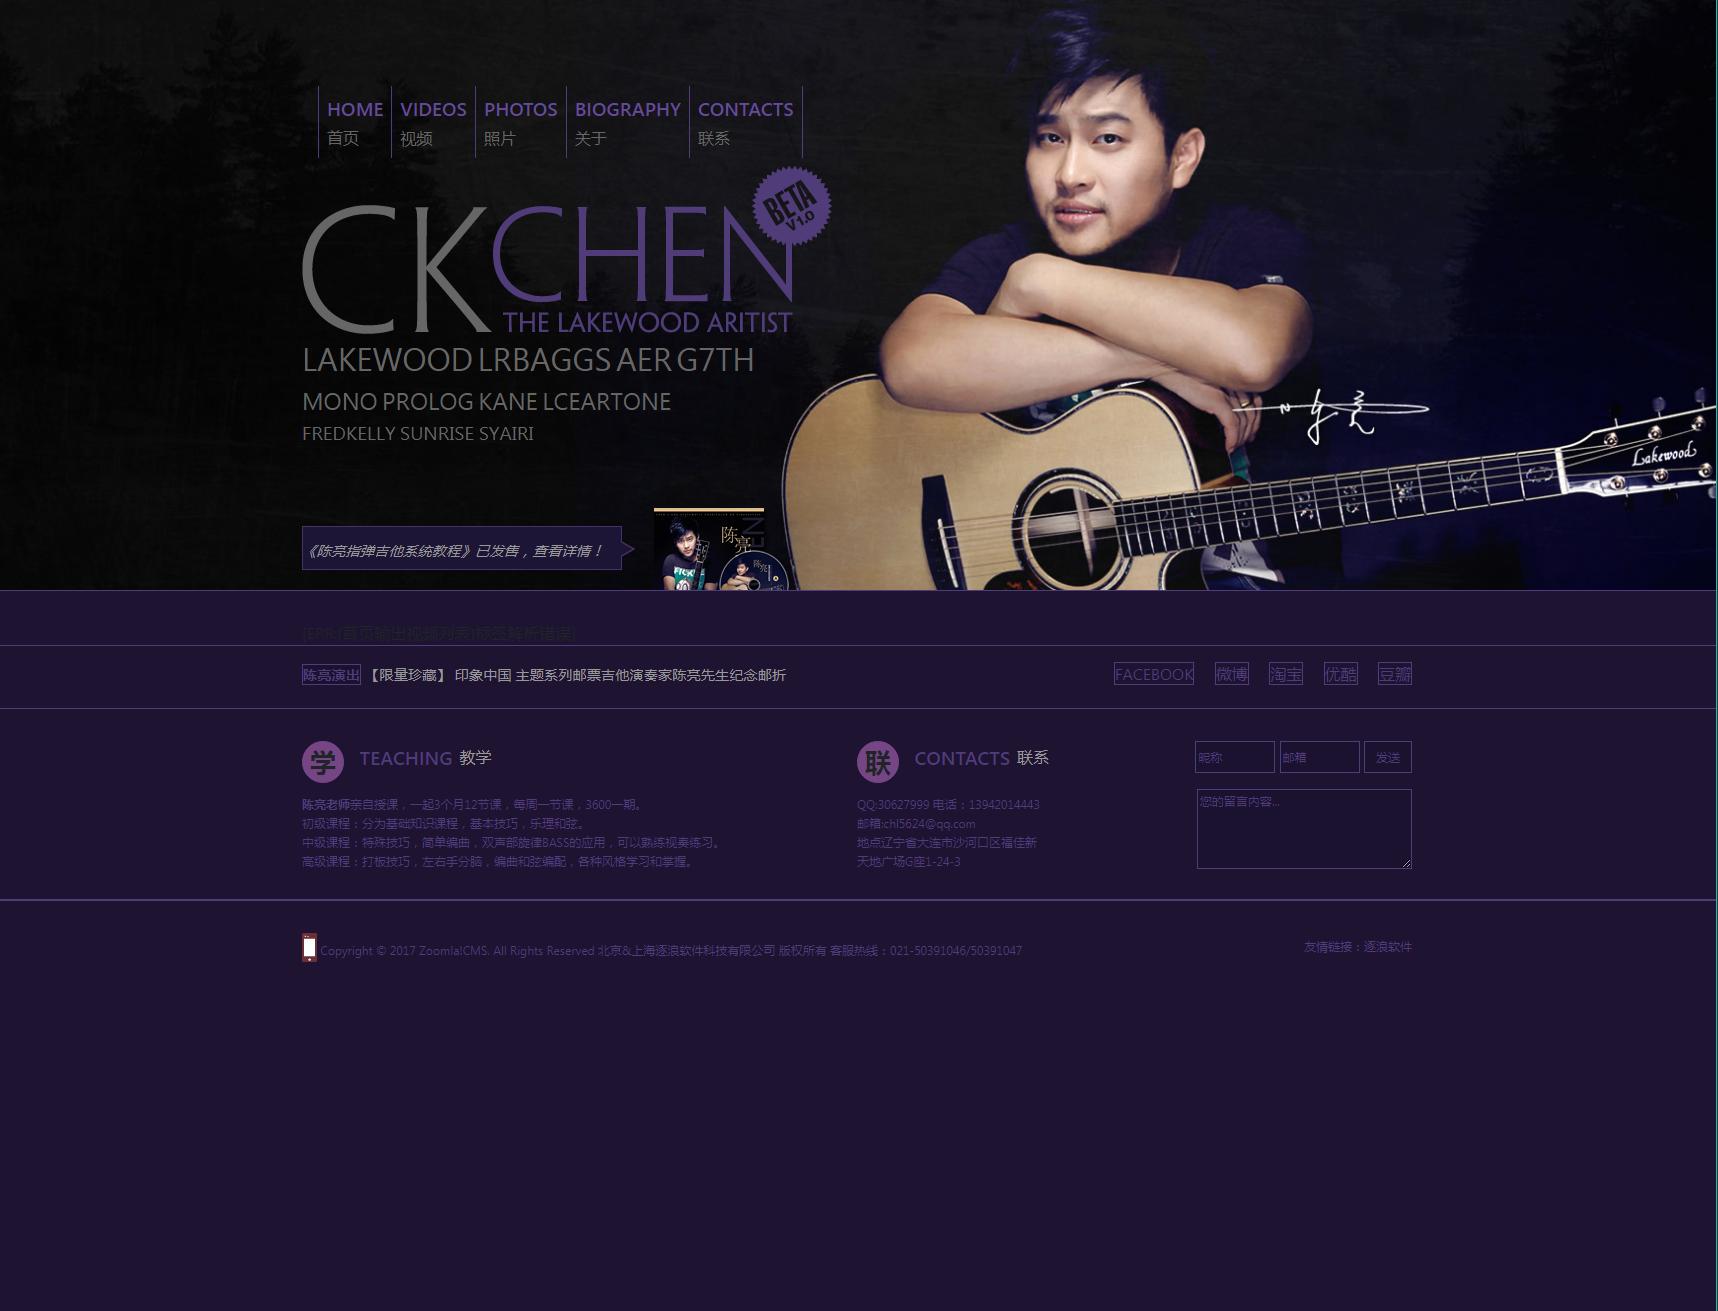 HOME VIDEOS PHOTOS BIOGRAPHY CONTACTS
首页 视频 照片 关于 联系
BETA
V1.0
CKCHEN
THE LAKEWOOD ARITIST
LAKEWOOD LRBAGGS AER G7TH
MONO PROLOG KANE LCEARTONE
FREDKELLY SUNRISE SYAIRI
Lakewood
陈亮
《陈亮指弹吉他系统教程》已发售，查看详情！
[ERR:(首页输出视频列表)标签解析错误]
陈亮演出 【限量珍藏】 印象中国 主题系列邮票吉他演奏家陈亮先生纪念邮折
FACEBOOK 微博 淘宝 优酷 豆瓣
学 TEACHING 教学
陈亮老师亲自授课，一起3个月12节课，每周一节课，3600一期。
初级课程：分为基础知识课程，基本技巧，乐理和弦。
中级课程：特殊技巧，简单编曲，双声部旋律BASS的应用，可以熟练视奏练习。
高级课程：打板技巧，左右手分脑，编曲和弦编配，各种风格学习和掌握。
联 CONTACTS 联系
QQ:30627999 电话：13942014443
邮箱:chl5624@qq.com
地点辽宁省大连市沙河口区福佳新
天地广场G座1-24-3
昵称 邮箱 发送
您的留言内容...
Copyright © 2017 Zoomla!CMS. All Rights Reserved 北京&上海逐浪软件科技有限公司 版权所有 客服热线：021-50391046/50391047
友情链接：逐浪软件